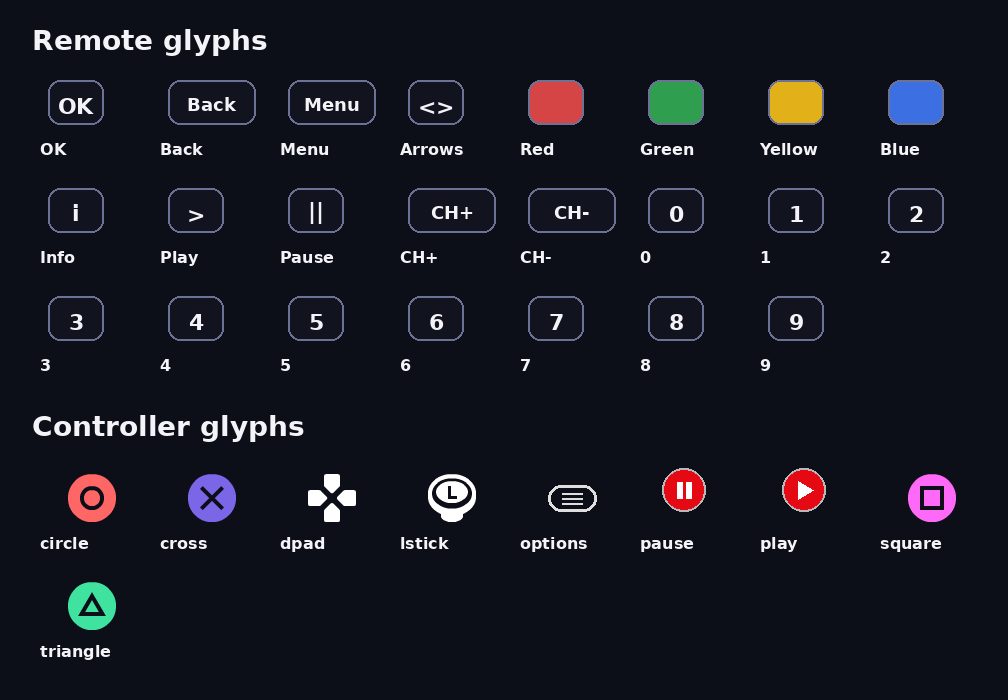 Remote glyphs
OK Back Menu <>
OK Back Menu Arrows Red Green Yellow Blue
i > || CH+ CH- 0 1 2
Info Play Pause CH+ CH- 0 1 2
3 4 5 6 7 8 9
3 4 5 6 7 8 9
Controller glyphs
L
circle cross dpad lstick options pause play square
triangle